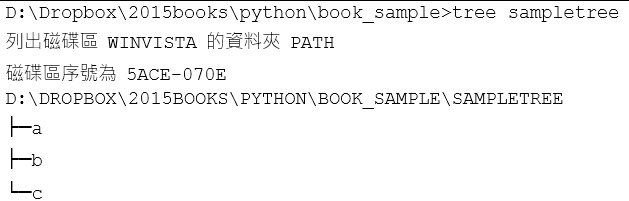 D:\Dropbox\2015books\python\book_sample>tree sampletree
列出磁碟區 WINVISTA 的資料夾 PATH
磁碟區序號為 5ACE-070E
D:\DROPBOX\2015BOOKS\PYTHON\BOOK_SAMPLE\SAMPLETREE
├─a
├─b
└─c